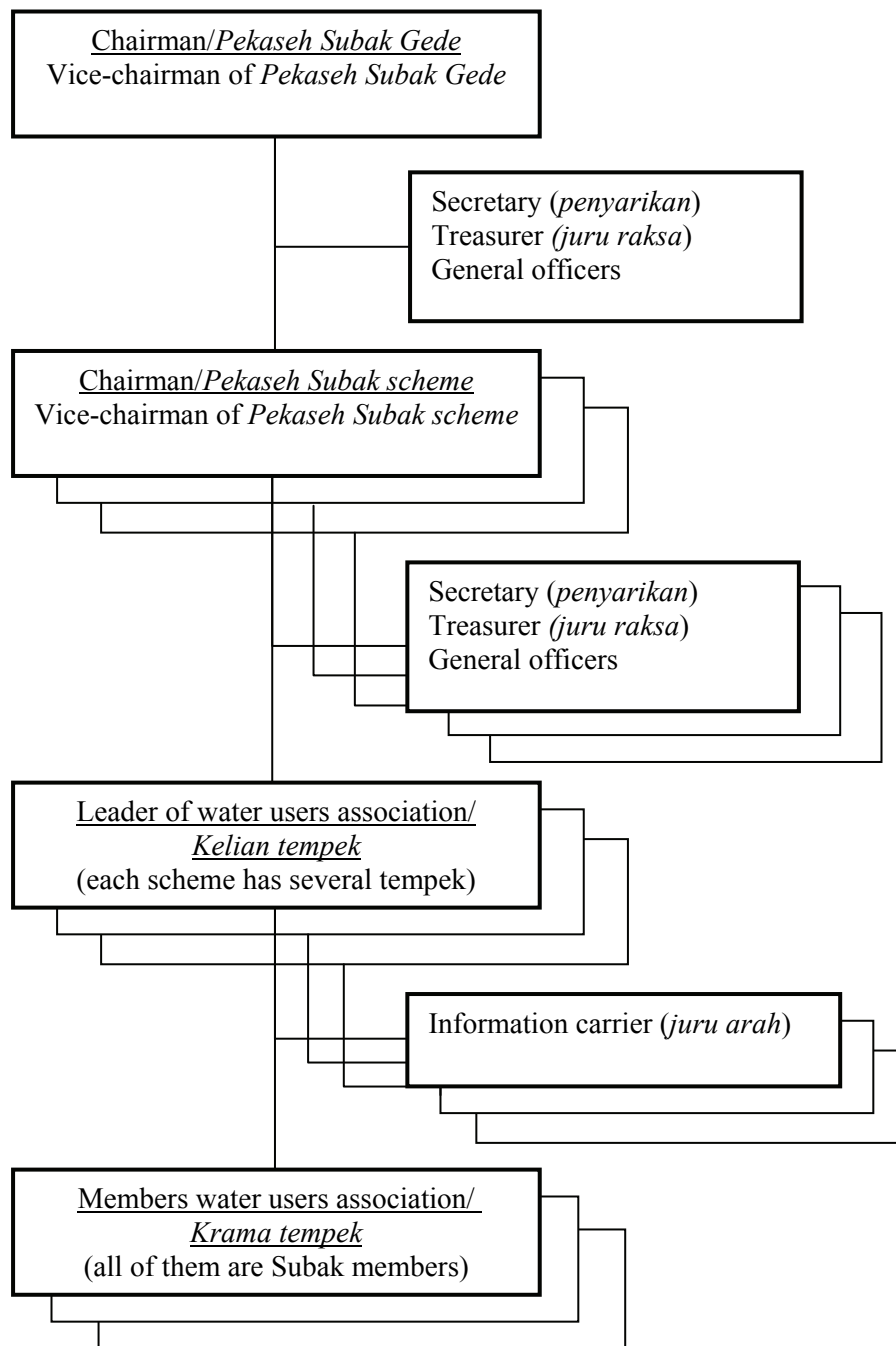 Chairman/Pekaseh Subak Gede
Vice-chairman of Pekaseh Subak Gede
Secretary (penyarikan)
Treasurer (juru raksa)
General officers
Chairman/Pekaseh Subak scheme
Vice-chairman of Pekaseh Subak scheme
Secretary (penyarikan)
Treasurer (juru raksa)
General officers
Leader of water users association/
Kelian tempek
(each scheme has several tempek)
Information carrier (juru arah)
Members water users association/
Krama tempek
(all of them are Subak members)